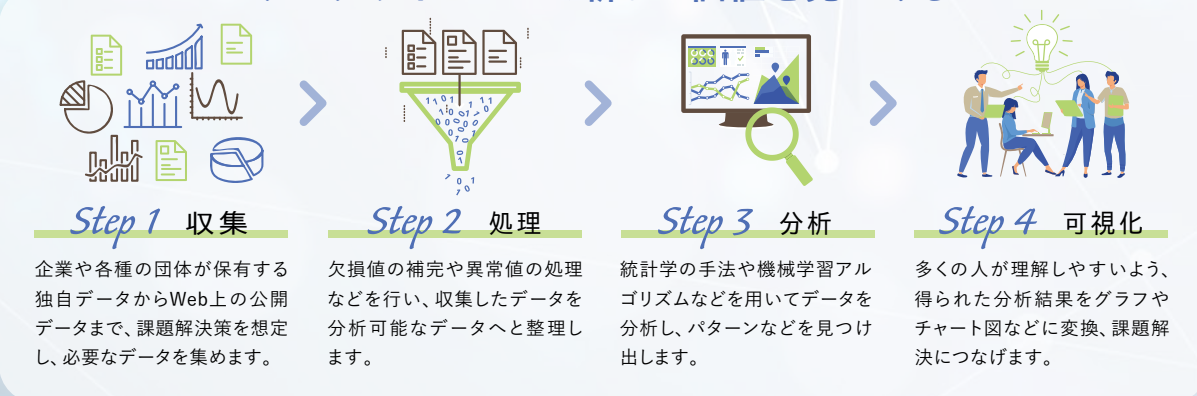 Step 1 収集
企業や各種の団体が保有する
独自データからWeb上の公開
データまで、課題解決策を想定
し、必要なデータを集めます。
Step 2 処理
欠損値の補完や異常値の処理
などを行い、収集したデータを
分析可能なデータへと整理し
ます。
Step 3 分析
統計学の手法や機械学習アル
ゴリズムなどを用いてデータを
分析し、パターンなどを見つけ
出します。
Step 4 可視化
多くの人が理解しやすいよう、
得られた分析結果をグラフや
チャート図などに変換、課題解
決につなげます。